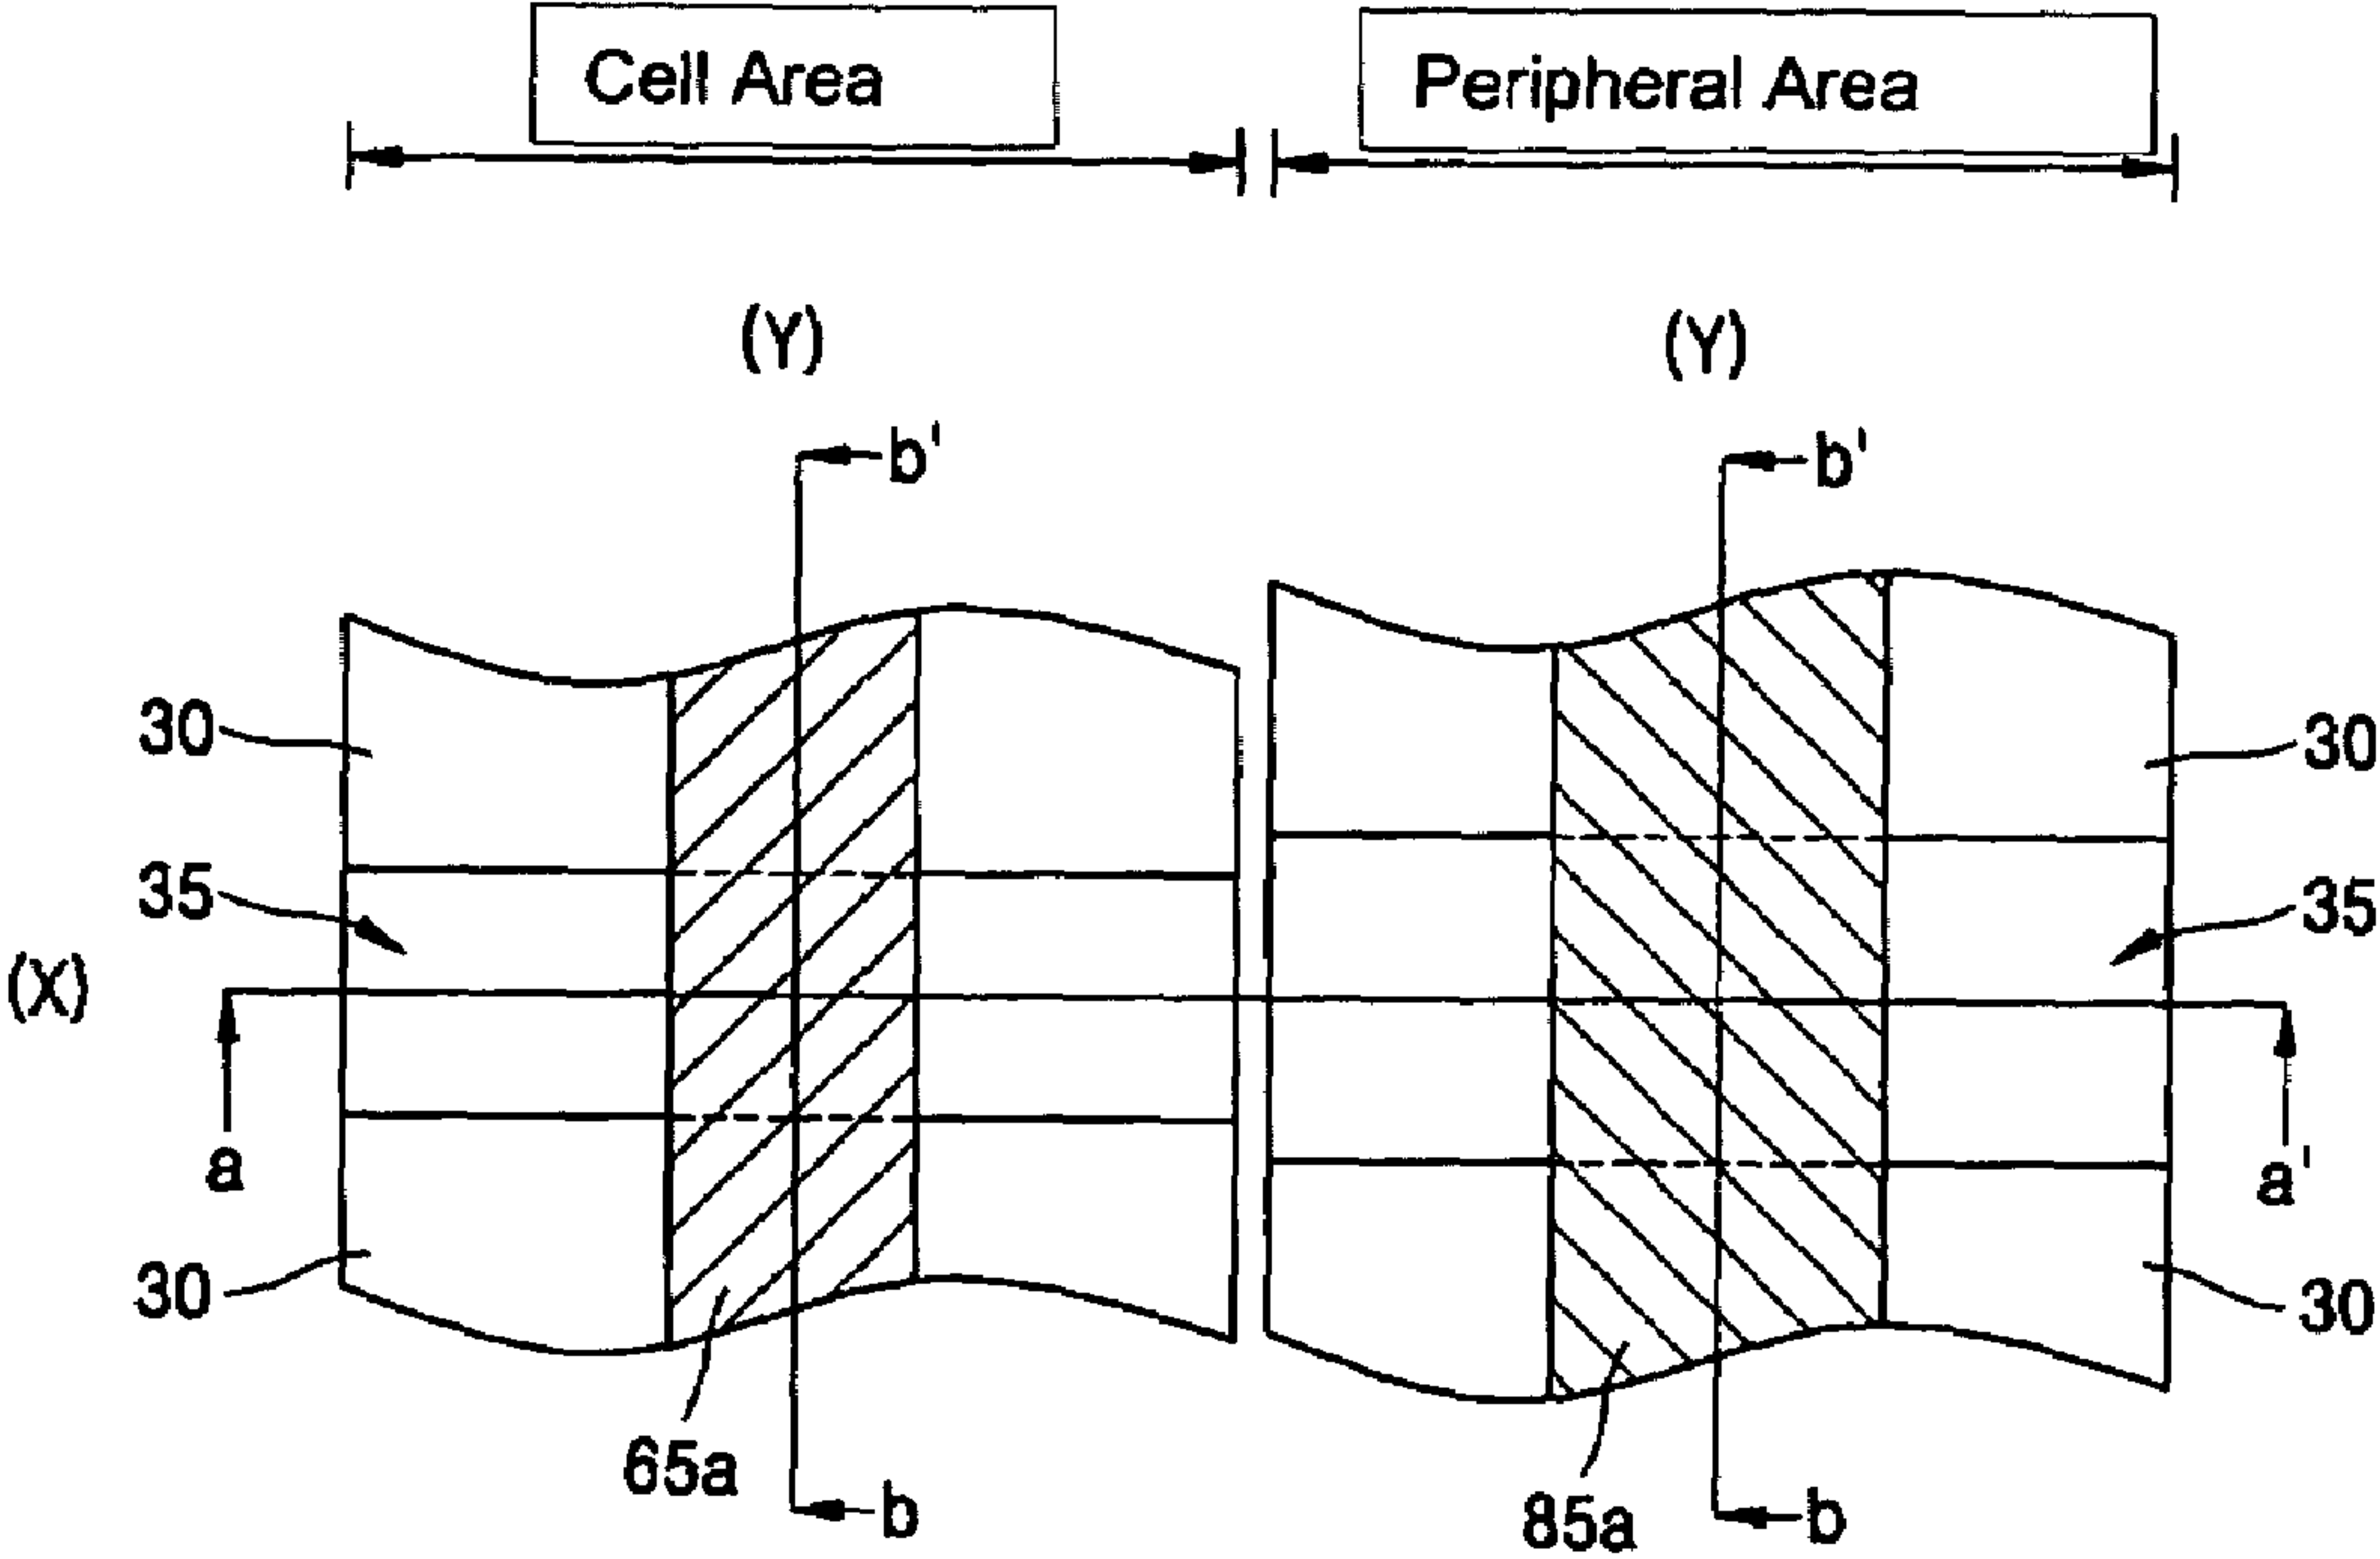 Cell Area Peripheral Area
(Y) (Y)
b' b'
30 30
35 35
(X)
a a'
30 30
65a 85a
b b